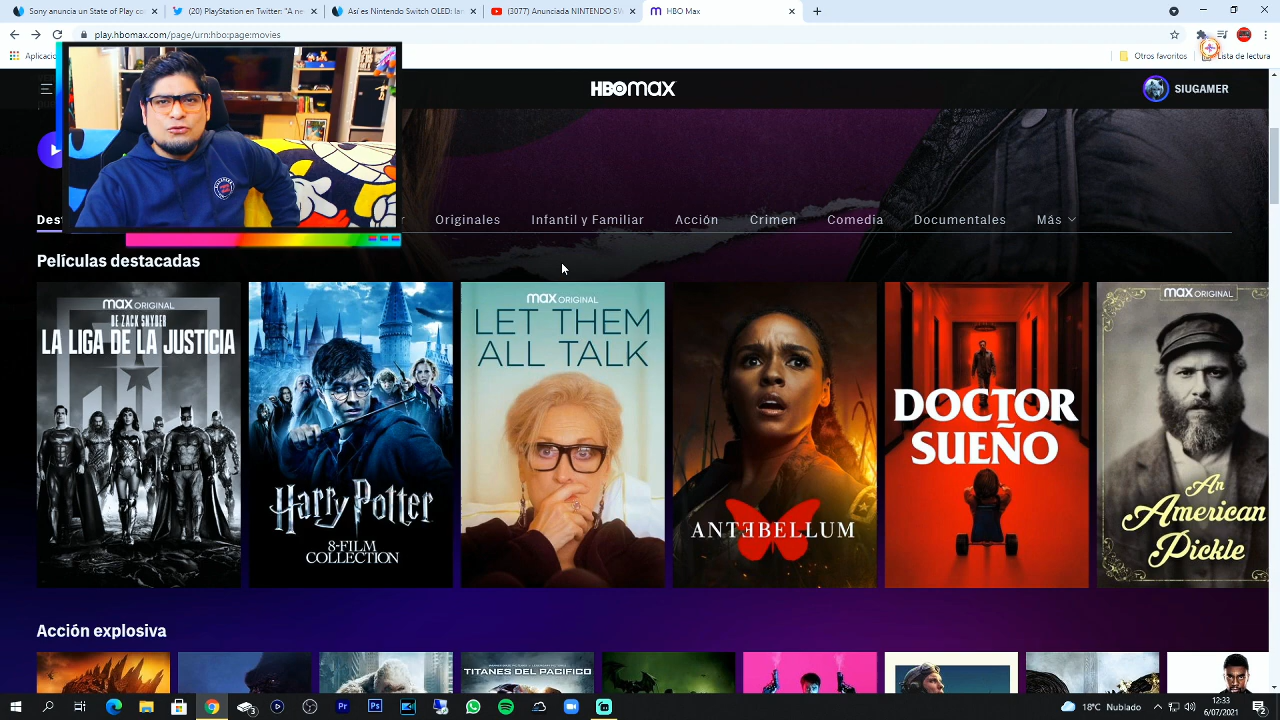 Sony anuncia un State of Play co
(20) PlayStation en Twitter: "A ne
Así es Nintendo Switch OLED: lan
(3077) Anunciada NINTENDO SW
HBO Max
play.hbomax.com/page/urn:hbo:page:movies
Aplicacio
Otros favoritos
Lista de lectura
HBOMAX
SIUGAMER
Dest
r
Originales
Infantil y Familiar
Acción
Crimen
Comedia
Documentales
Más
Películas destacadas
max ORIGINAL
DE ZACK SNYDER
LA LIGA DE LA JUSTICIA
Harry Potter
8-FILM
COLLECTION
max ORIGINAL
LET THEM
ALL TALK
ANTEBELLUM
DOCTOR
SUEÑO
max ORIGINAL
An
American
Pickle
Acción explosiva
TITANES DEL PACIFICO
18°C Nublado
12:33
6/07/2021